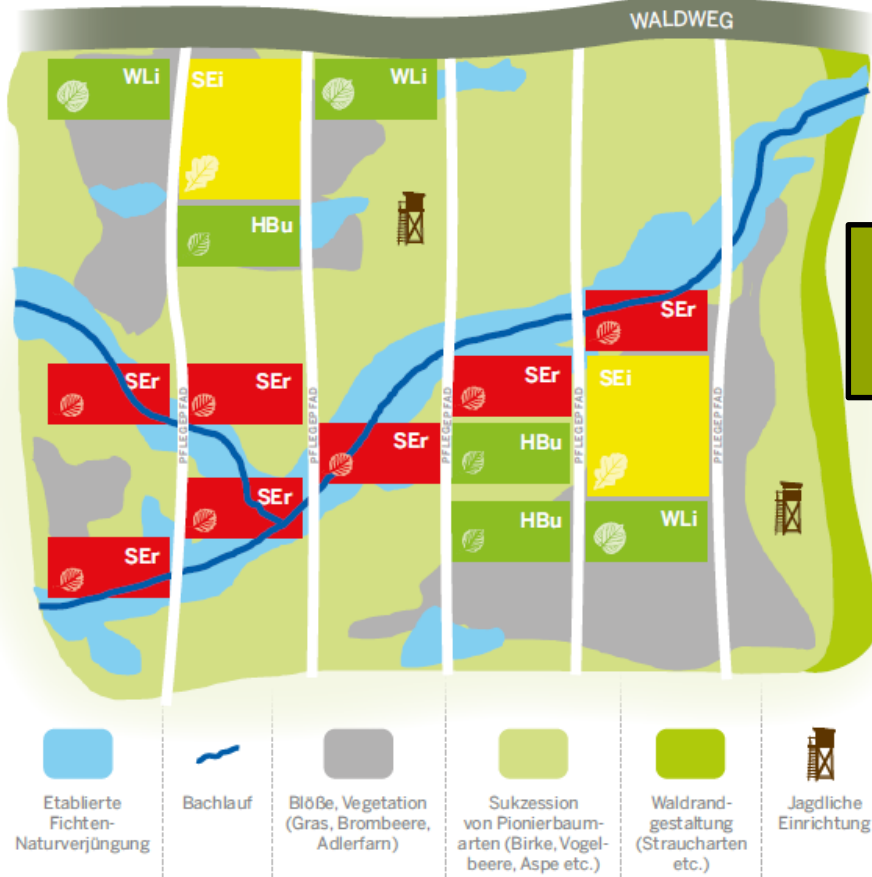 WALDWEG
WLi
SEi
WLi
HBu
SEr
SEr
SEr
SEr
SEi
SEr
HBu
SEr
HBu
WLi
SEr
PFLEGEPFAD
PFLEGEPFAD
PFLEGEPFAD
PFLEGEPFAD
PFLEGEPFAD
Etablierte
Fichten-
Naturverjüngung
Bachlauf
Blöße, Vegetation
(Gras, Brombeere,
Adlerfarn)
Sukzession
von Pionierbaum-
arten (Birke, Vogel-
beere, Aspe etc.)
Waldrand-
gestaltung
(Straucharten
etc.)
Jagdliche
Einrichtung